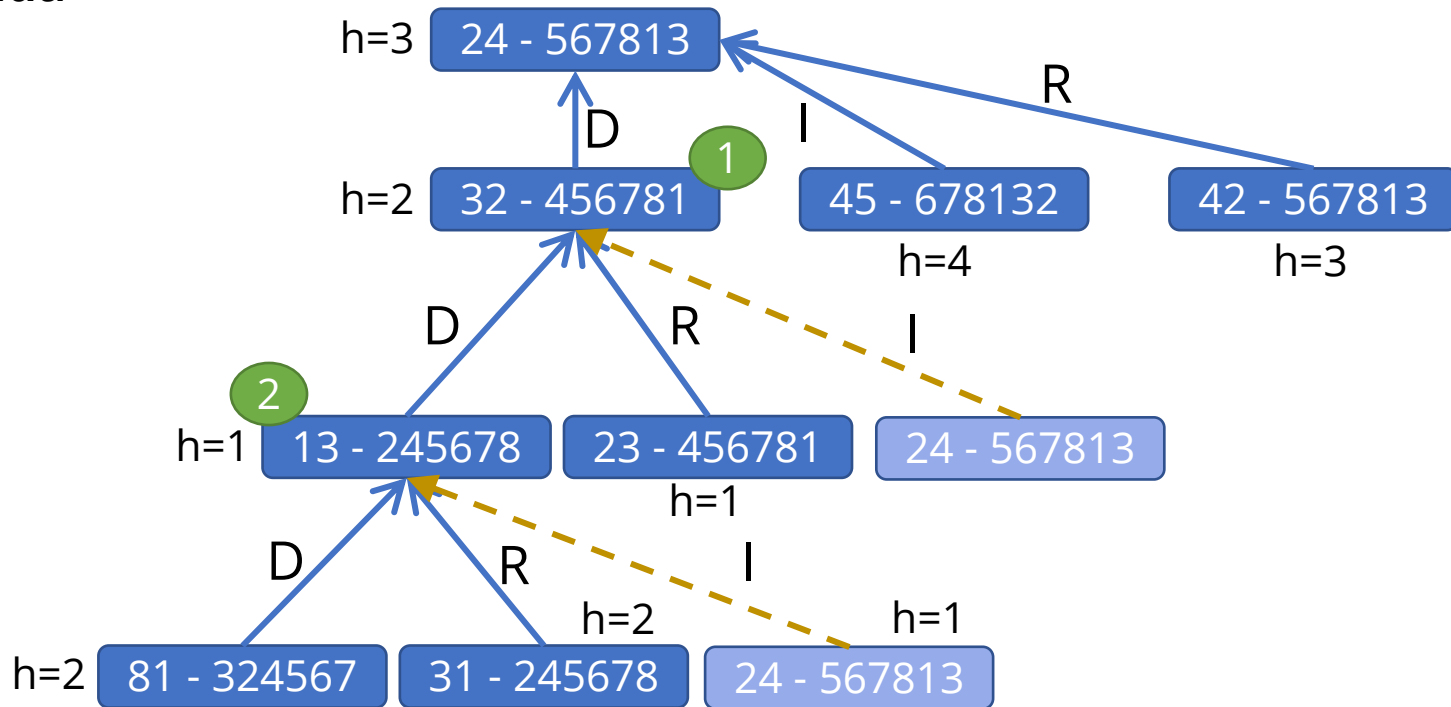 h=3
24 - 567813
R
D
I
1
h=2
32 - 456781
45 - 678132
42 - 567813
h=4
h=3
D
R
I
2
h=1
13 - 245678
23 - 456781
24 - 567813
h=1
D
R
I
h=2
h=1
h=2
81 - 324567
31 - 245678
24 - 567813